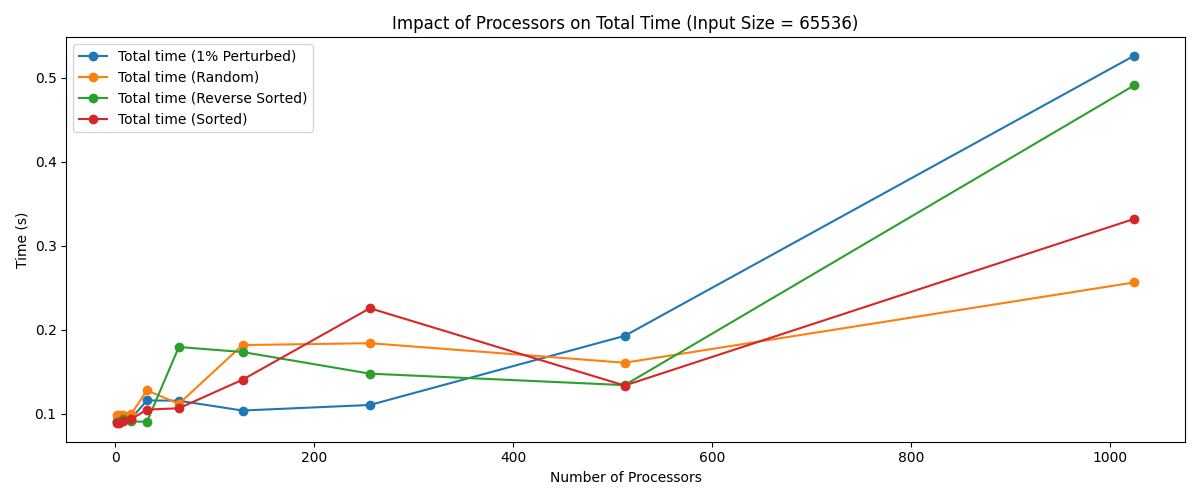 Impact of Processors on Total Time (Input Size = 65536)
Total time (1% Perturbed)
Total time (Random)
Total time (Reverse Sorted)
Total time (Sorted)
Time (s)
0.5
0.4
0.3
0.2
0.1
0 200 400 600 800 1000
Number of Processors